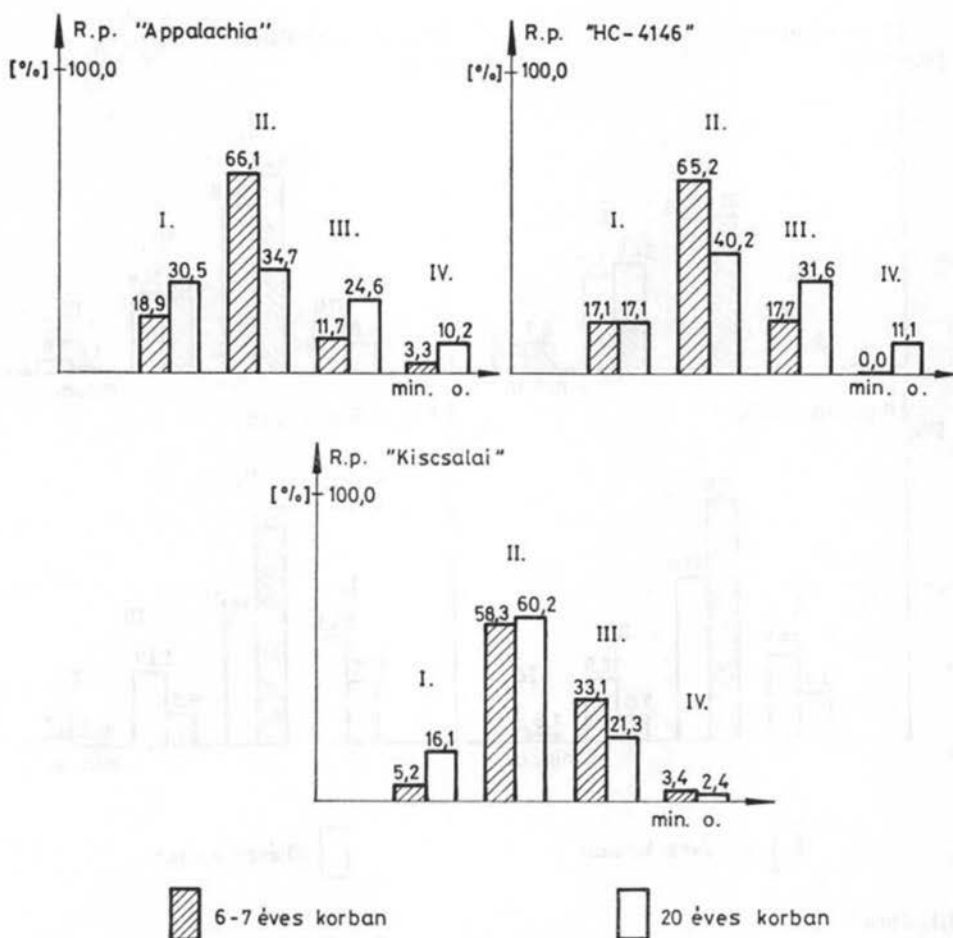 R.p. "Appalachia"
[%] 100,0
I.
II.
III.
IV.
18,9
30,5
66,1
34,7
11,7
24,6
3,3
10,2
min. o.
R.p. "HC-4146"
[%] 100,0
I.
II.
III.
IV.
17,1
17,1
65,2
40,2
17,7
31,6
0,0
11,1
min. o.
R.p. "Kiscsalai"
[%] 100,0
I.
II.
III.
IV.
5,2
16,1
58,3
60,2
33,1
21,3
3,4
2,4
min. o.
6-7 éves korban
20 éves korban